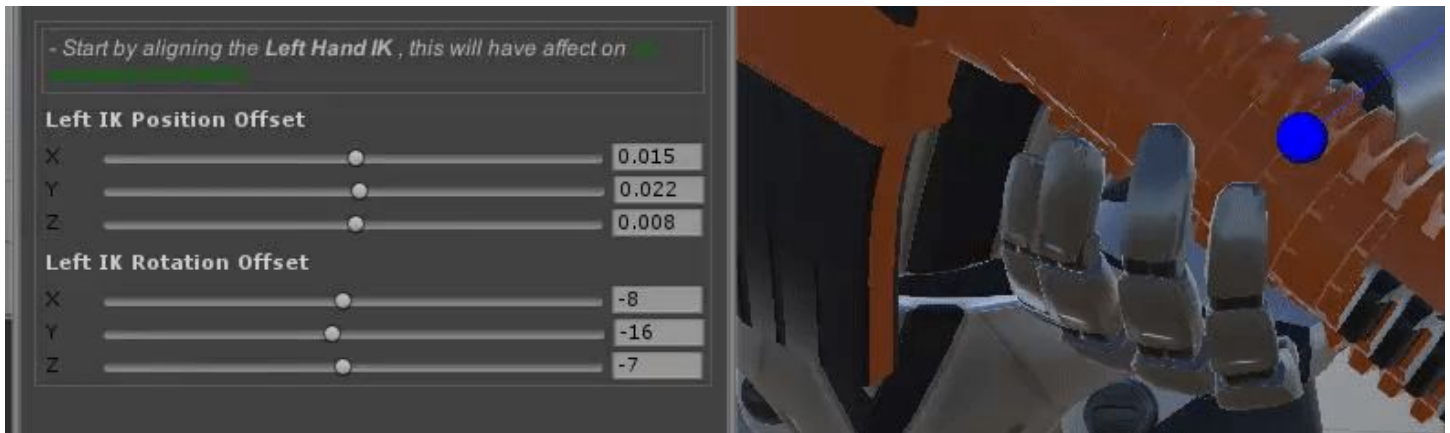 - Start by aligning the Left Hand IK , this will have affect on
Left IK Position Offset
X 0.015
Y 0.022
Z 0.008
Left IK Rotation Offset
X -8
Y -16
Z -7